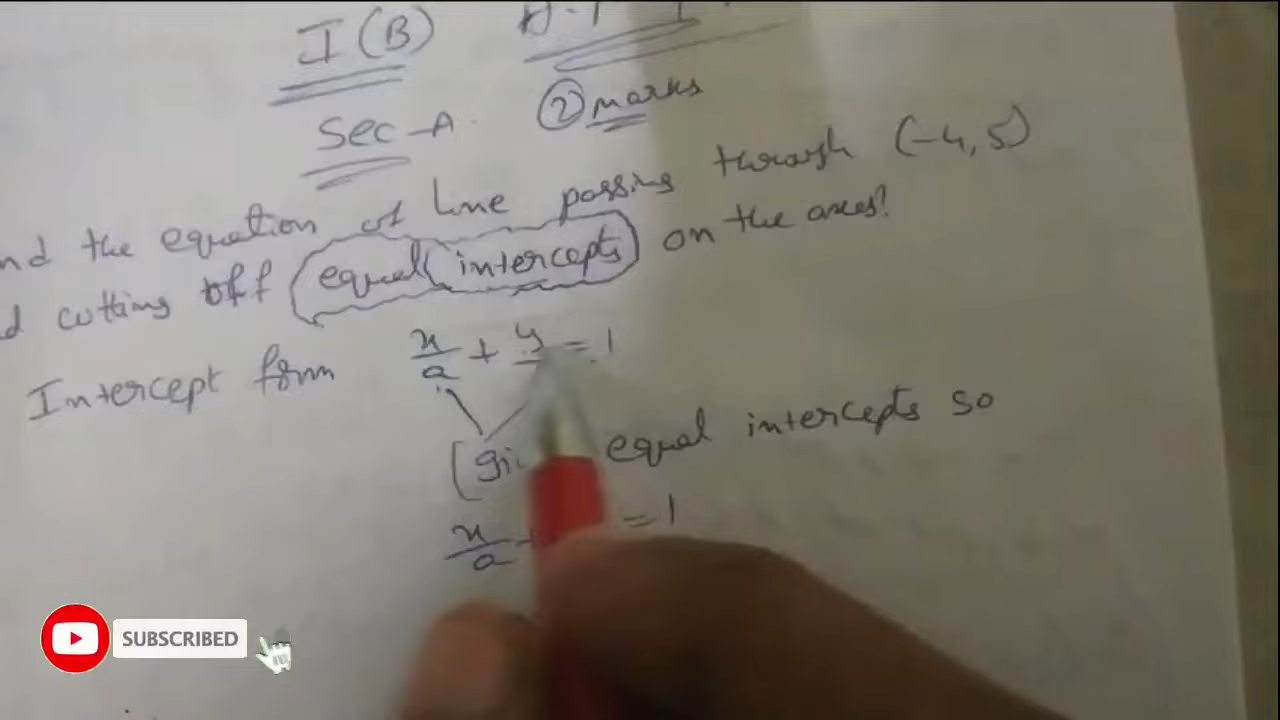 I (B)
Sec-A. ② marks
the equation of line passing through (-4, 5)
cutting off equal intercepts on the axes?
Intercept form x/a + y = 1
equal intercepts so
x/a + = 1
SUBSCRIBED